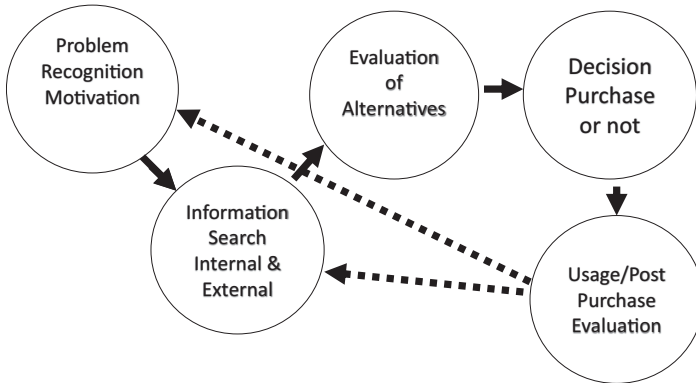 Problem
Recognition
Motivation
Information
Search
Internal &
External
Evaluation
of
Alternatives
Decision
Purchase
or not
Usage/Post
Purchase
Evaluation